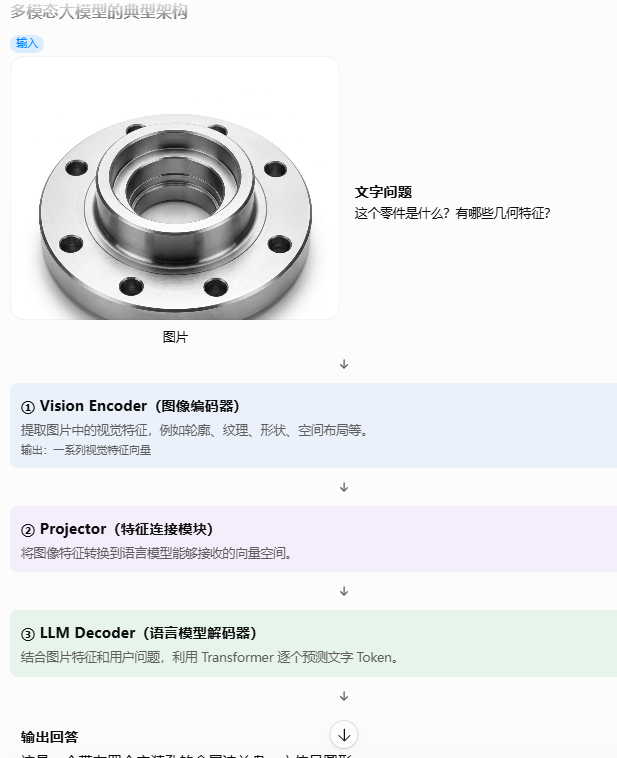 多模态大模型的典型架构
输入
文字问题
这个零件是什么？有哪些几何特征？
图片
① Vision Encoder（图像编码器）
提取图片中的视觉特征，例如轮廓、纹理、形状、空间布局等。
输出：一系列视觉特征向量
② Projector（特征连接模块）
将图像特征转换到语言模型能够接收的向量空间。
③ LLM Decoder（语言模型解码器）
结合图片特征和用户问题，利用 Transformer 逐个预测文字 Token。
输出回答